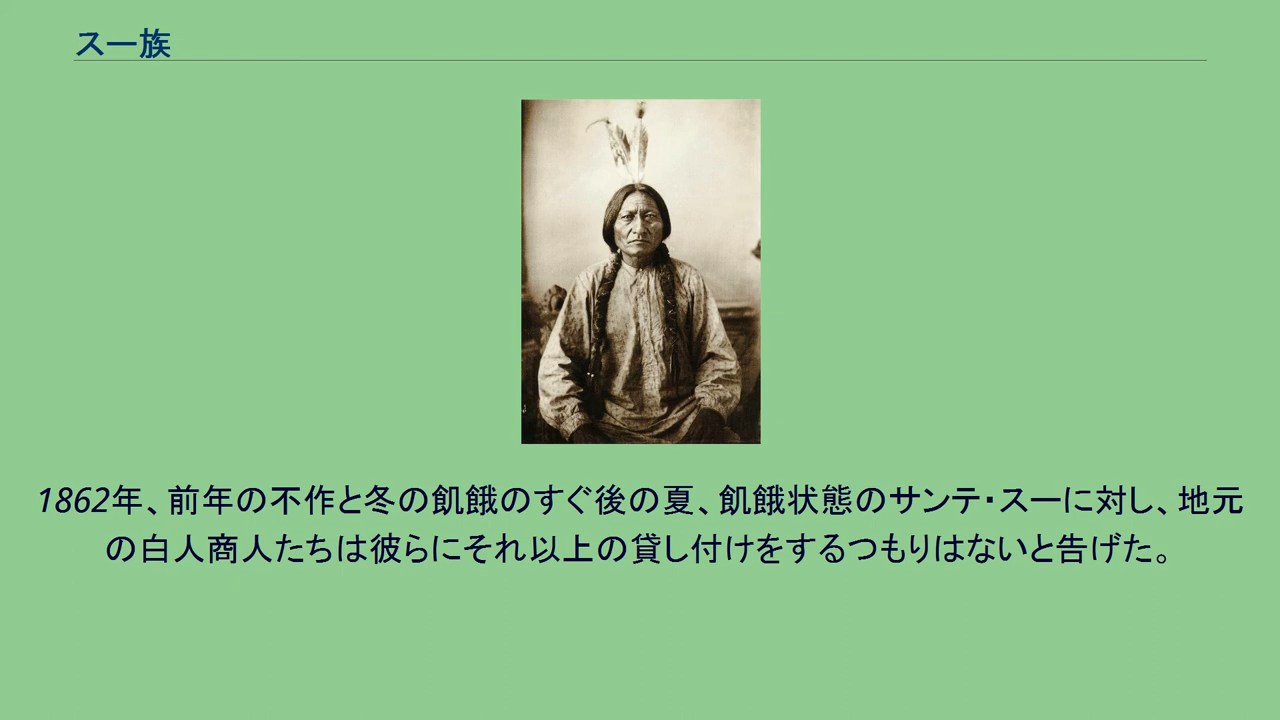 スー族
1862年、前年の不作と冬の飢餓のすぐ後の夏、飢餓状態のサンテ・スーに対し、地元
の白人商人たちは彼らにそれ以上の貸し付けをするつもりはないと告げた。